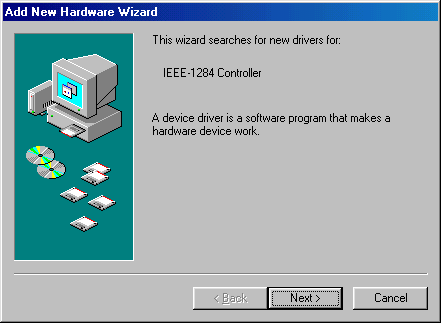 Add New Hardware Wizard
This wizard searches for new drivers for:
IEEE-1284 Controller
A device driver is a software program that makes a
hardware device work.
< Back
Next >
Cancel